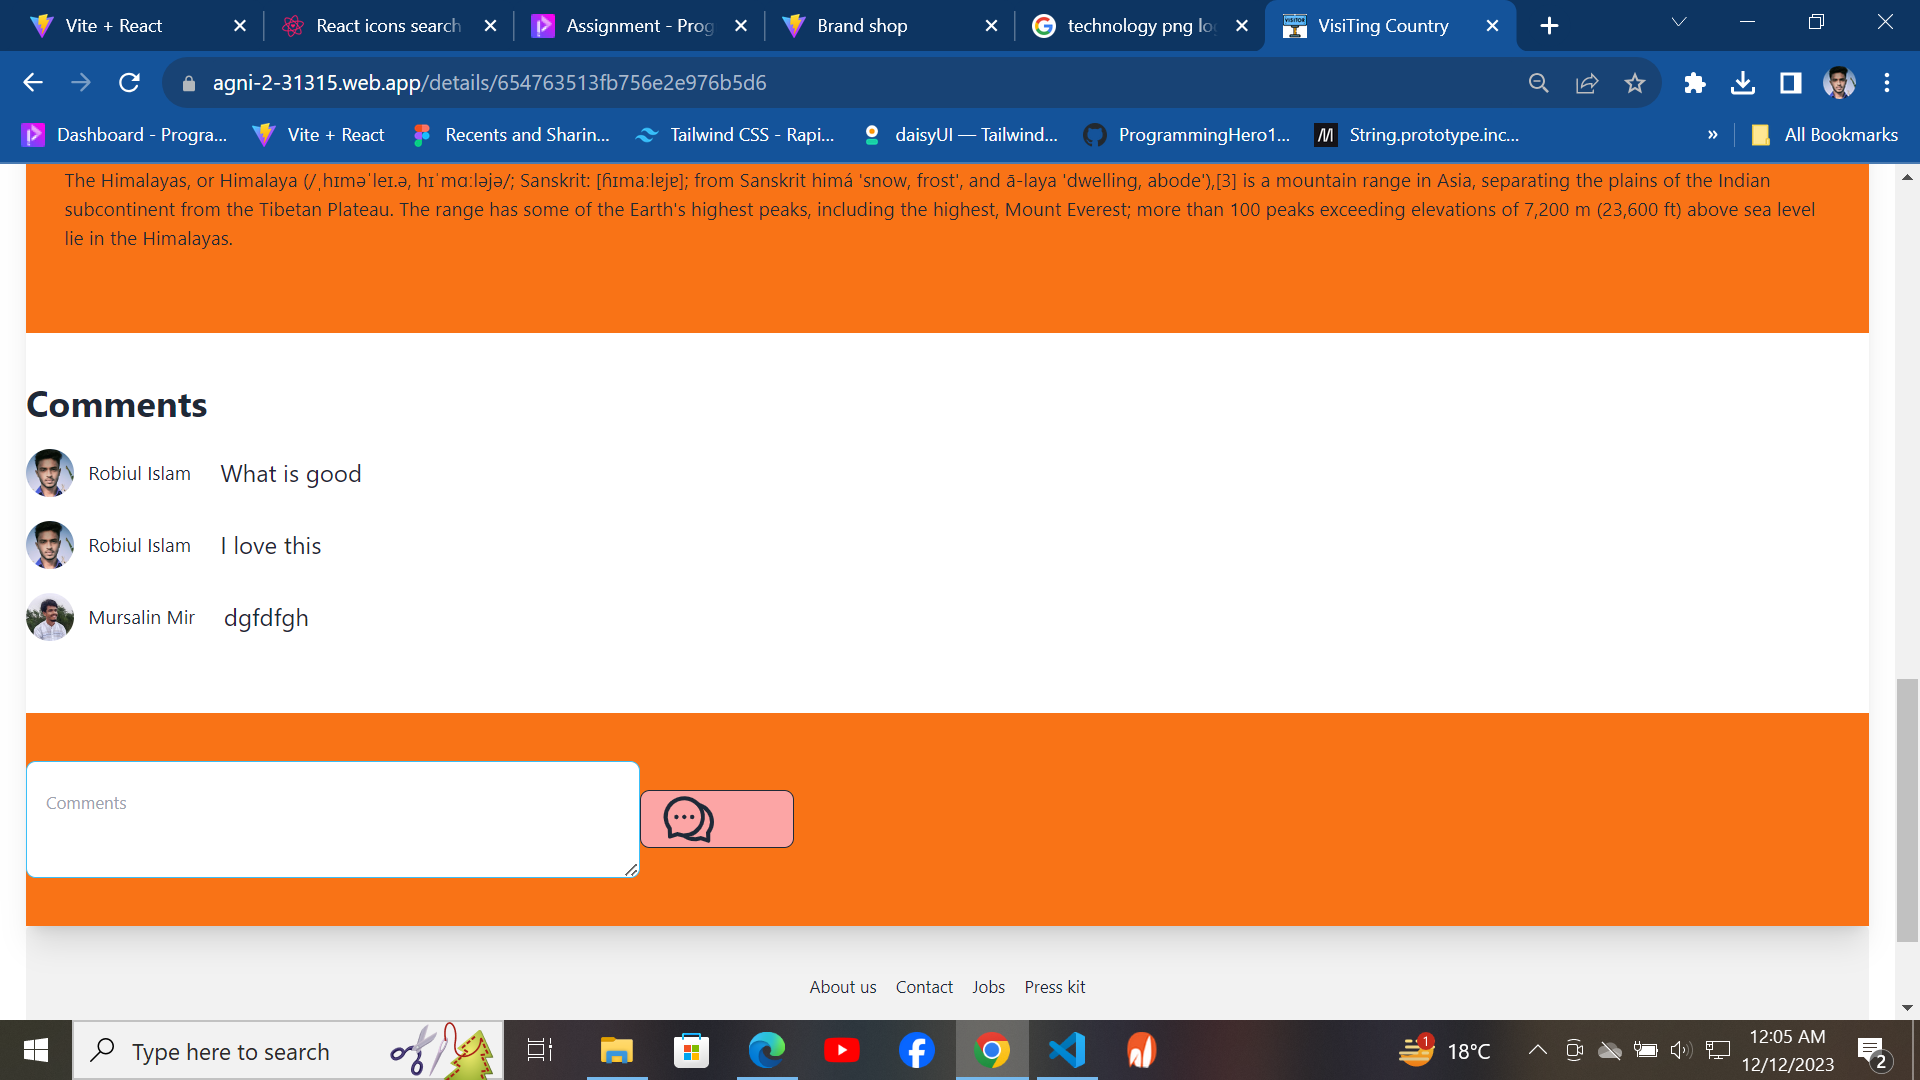 Vite + React
React icons search
Assignment - Prog
Brand shop
technology png lo
VisiTing Country
agni-2-31315.web.app/details/654763513fb756e2e976b5d6
Dashboard - Progra...
Vite + React
Recents and Sharin...
Tailwind CSS - Rapi...
daisyUI — Tailwind...
ProgrammingHero1...
String.prototype.inc...
»
All Bookmarks
The Himalayas, or Himalaya (/ˌhɪməˈleɪ.ə, hɪˈmɑːləjə/; Sanskrit: [ɦɪmaːlɐjɐ]; from Sanskrit himá 'snow, frost', and ā-laya 'dwelling, abode'),[3] is a mountain range in Asia, separating the plains of the Indian
subcontinent from the Tibetan Plateau. The range has some of the Earth's highest peaks, including the highest, Mount Everest; more than 100 peaks exceeding elevations of 7,200 m (23,600 ft) above sea level
lie in the Himalayas.
Comments
Robiul Islam What is good
Robiul Islam I love this
Mursalin Mir dgfdfgh
Comments
About us Contact Jobs Press kit
Type here to search
1
18°C
12:05 AM
12/12/2023
2